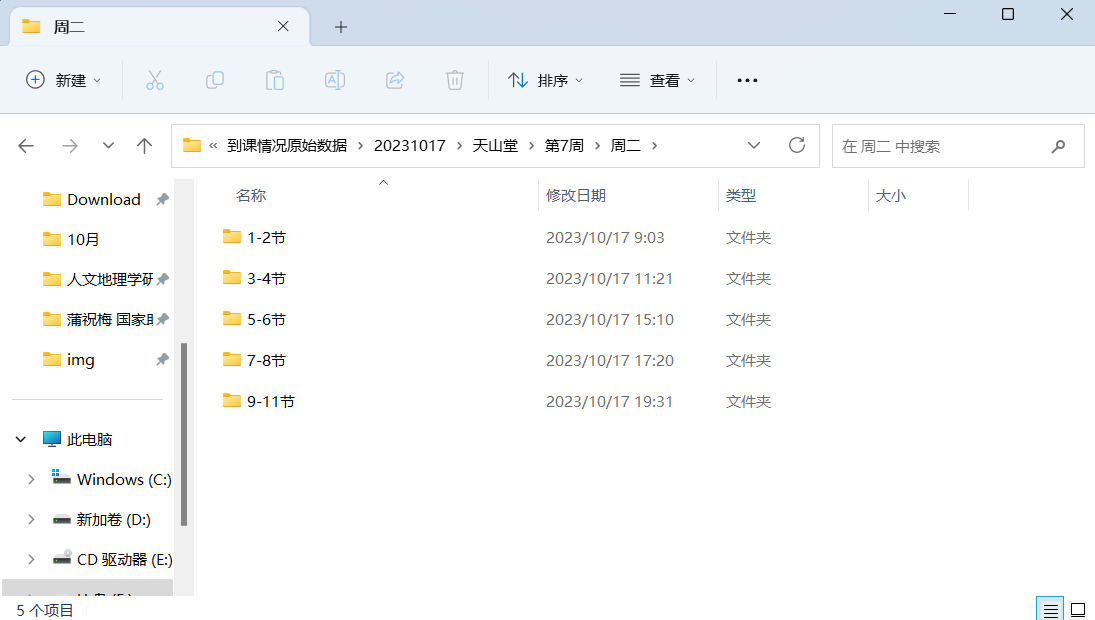 周二
新建
排序
查看
« 到课情况原始数据 › 20231017 › 天山堂 › 第7周 › 周二 ›
在 周二 中搜索
名称 修改日期 类型 大小
Download
10月
人文地理学研
蒲祝梅 国家
img
此电脑
Windows (C:)
新加卷 (D:)
CD 驱动器 (E:)
1-2节 2023/10/17 9:03 文件夹
3-4节 2023/10/17 11:21 文件夹
5-6节 2023/10/17 15:10 文件夹
7-8节 2023/10/17 17:20 文件夹
9-11节 2023/10/17 19:31 文件夹
5 个项目